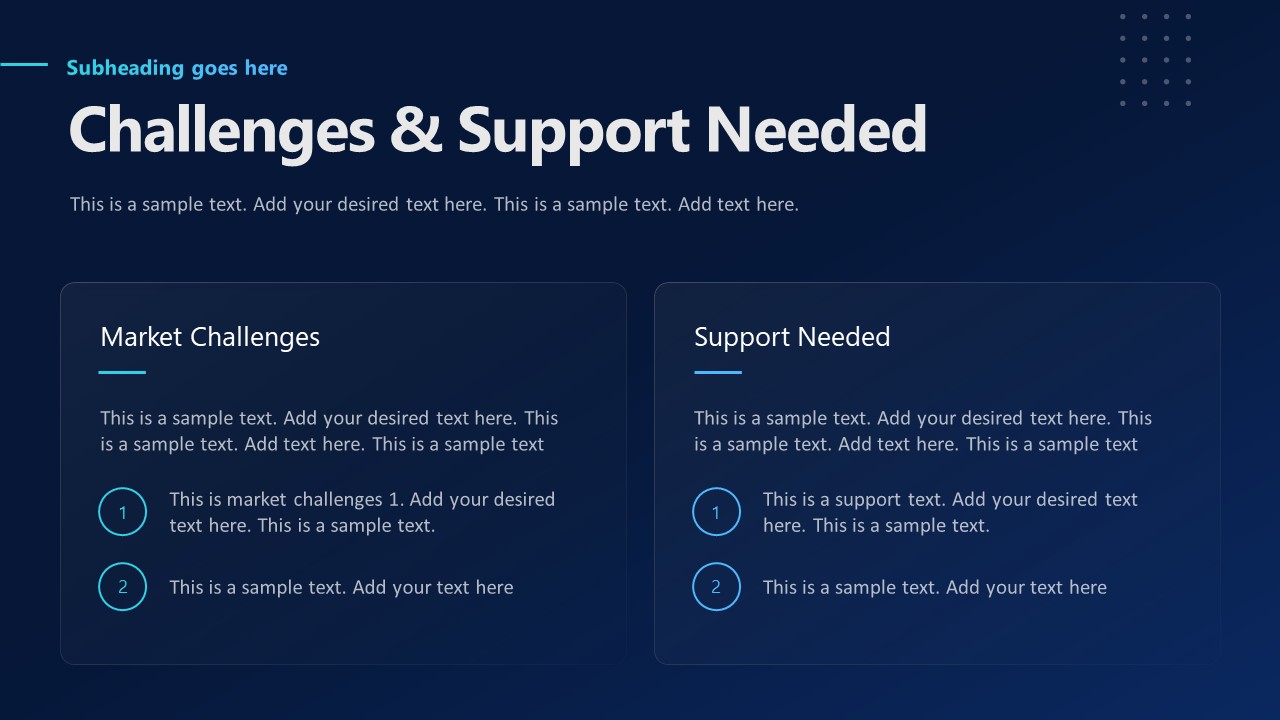 Subheading goes here
Challenges & Support Needed
This is a sample text. Add your desired text here. This is a sample text. Add text here.
Market Challenges
This is a sample text. Add your desired text here. This
is a sample text. Add text here. This is a sample text
1
This is market challenges 1. Add your desired
text here. This is a sample text.
2
This is a sample text. Add your text here
Support Needed
This is a sample text. Add your desired text here. This
is a sample text. Add text here. This is a sample text
1
This is a support text. Add your desired text
here. This is a sample text.
2
This is a sample text. Add your text here